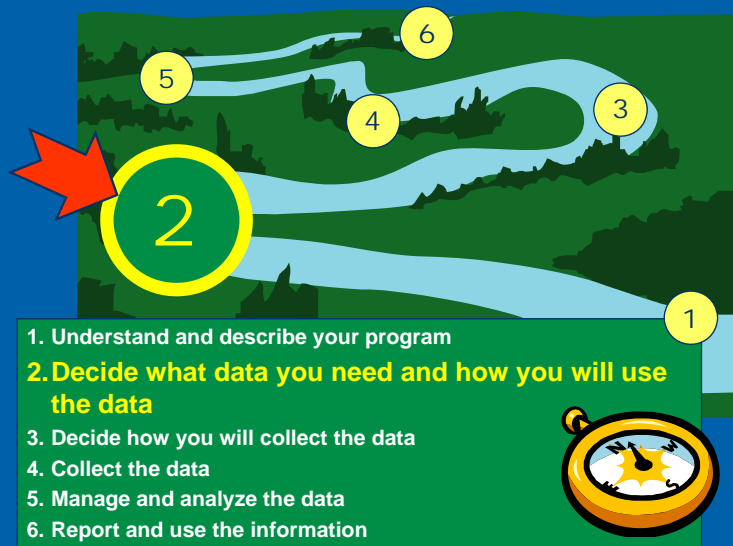 6
5
3
4
2
1
1. Understand and describe your program
2. Decide what data you need and how you will use
the data
3. Decide how you will collect the data
4. Collect the data
5. Manage and analyze the data
6. Report and use the information
N
W
E
S